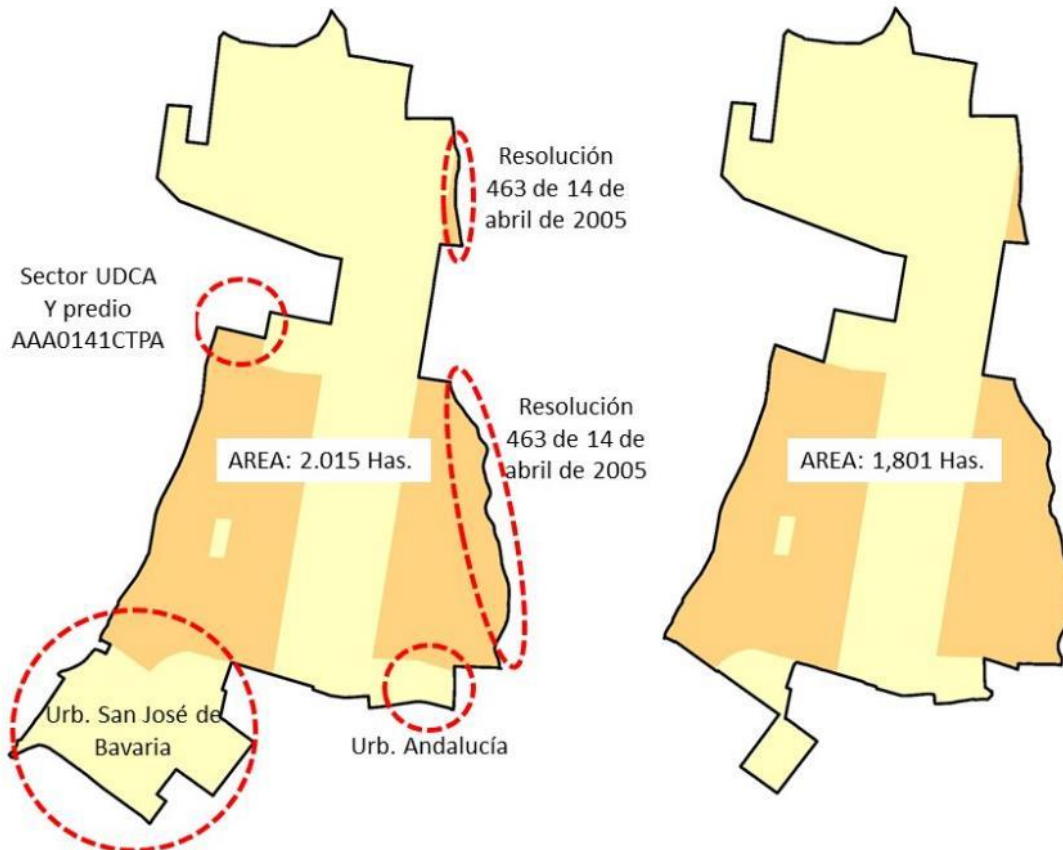 Resolución
463 de 14 de
abril de 2005
Sector UDCA
Y predio
AAA0141CTPA
Resolución
463 de 14 de
abril de 2005
AREA: 2.015 Has.
AREA: 1,801 Has.
Urb. San José de
Bavaria
Urb. Andalucía